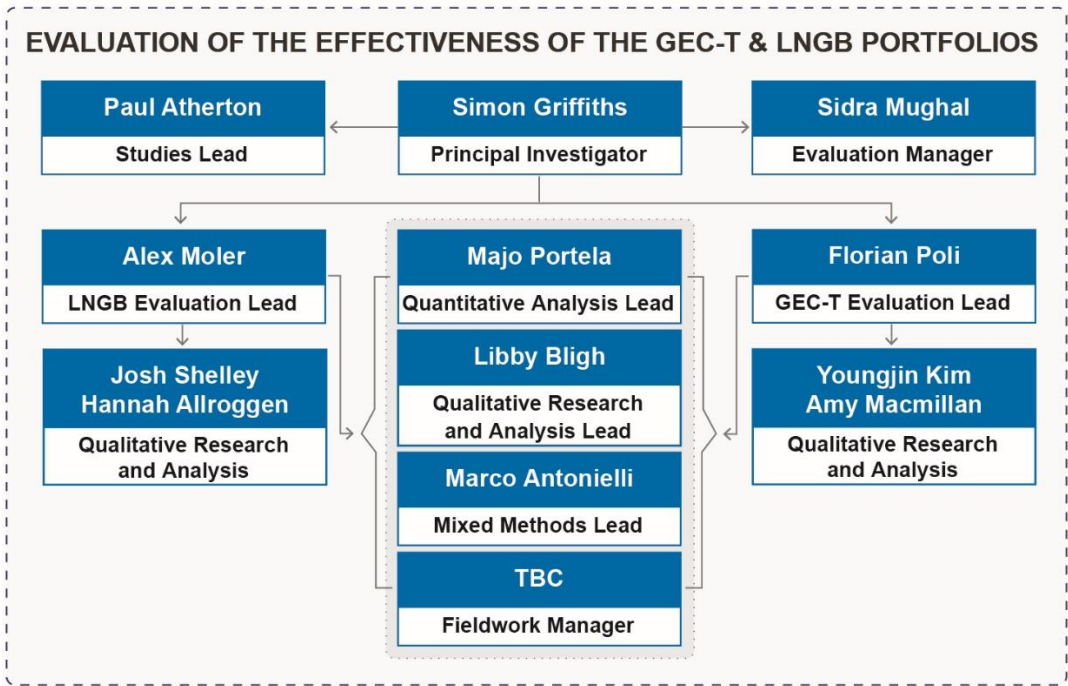 EVALUATION OF THE EFFECTIVENESS OF THE GEC-T & LNGB PORTFOLIOS
Paul Atherton
Studies Lead
Simon Griffiths
Principal Investigator
Sidra Mughal
Evaluation Manager
Alex Moler
LNGB Evaluation Lead
Josh Shelley
Hannah Allroggen
Qualitative Research
and Analysis
Majo Portela
Quantitative Analysis Lead
Libby Bligh
Qualitative Research
and Analysis Lead
Marco Antonielli
Mixed Methods Lead
TBC
Fieldwork Manager
Florian Poli
GEC-T Evaluation Lead
Youngjin Kim
Amy Macmillan
Qualitative Research
and Analysis